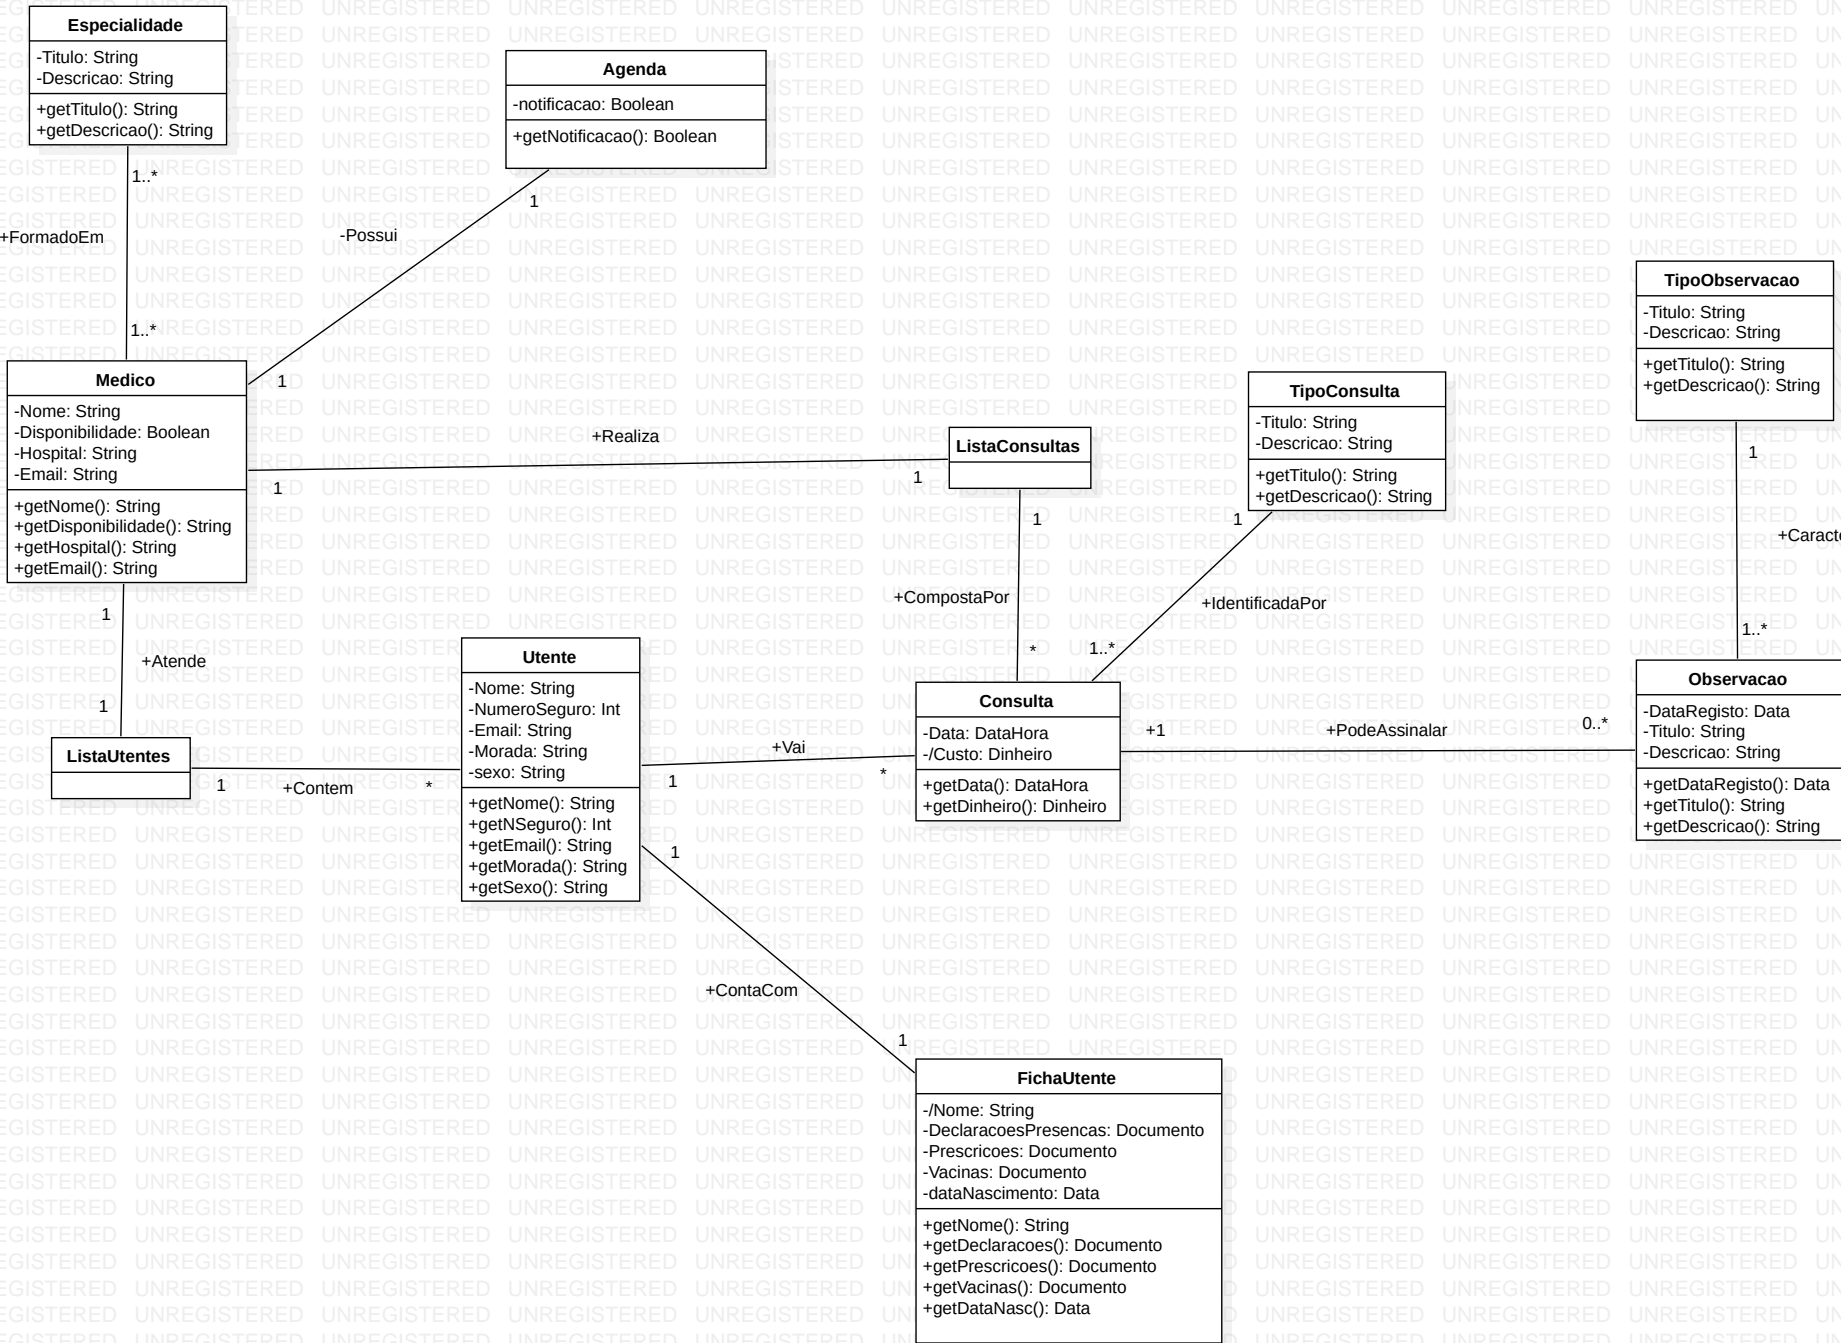 Especialidade
-Titulo: String
-Descricao: String
+getTitulo(): String
+getDescricao(): String
1..*
+FormadoEm
1..*
Agenda
-notificacao: Boolean
+getNotificacao(): Boolean
1
-Possui
1
Medico
-Nome: String
-Disponibilidade: Boolean
-Hospital: String
-Email: String
+getNome(): String
+getDisponibilidade(): String
+getHospital(): String
+getEmail(): String
1
+Realiza
1
ListaConsultas
1
+CompostaPor
*
TipoConsulta
-Titulo: String
-Descricao: String
+getTitulo(): String
+getDescricao(): String
1
+IdentificadaPor
1..*
TipoObservacao
-Titulo: String
-Descricao: String
+getTitulo(): String
+getDescricao(): String
1
1..*
1
+Atende
1
ListaUtentes
1
+Contem
*
Utente
-Nome: String
-NumeroSeguro: Int
-Email: String
-Morada: String
-sexo: String
+getNome(): String
+getNSeguro(): Int
+getEmail(): String
+getMorada(): String
+getSexo(): String
1
+Vai
*
Consulta
-Data: DataHora
-/Custo: Dinheiro
+getData(): DataHora
+getDinheiro(): Dinheiro
+1
+PodeAssinalar
0..*
Observacao
-DataRegisto: Data
-Titulo: String
-Descricao: String
+getDataRegisto(): Data
+getTitulo(): String
+getDescricao(): String
1
+ContaCom
1
FichaUtente
-/Nome: String
-DeclaracoesPresencas: Documento
-Prescricoes: Documento
-Vacinas: Documento
-dataNascimento: Data
+getNome(): String
+getDeclaracoes(): Documento
+getPrescricoes(): Documento
+getVacinas(): Documento
+getDataNasc(): Data